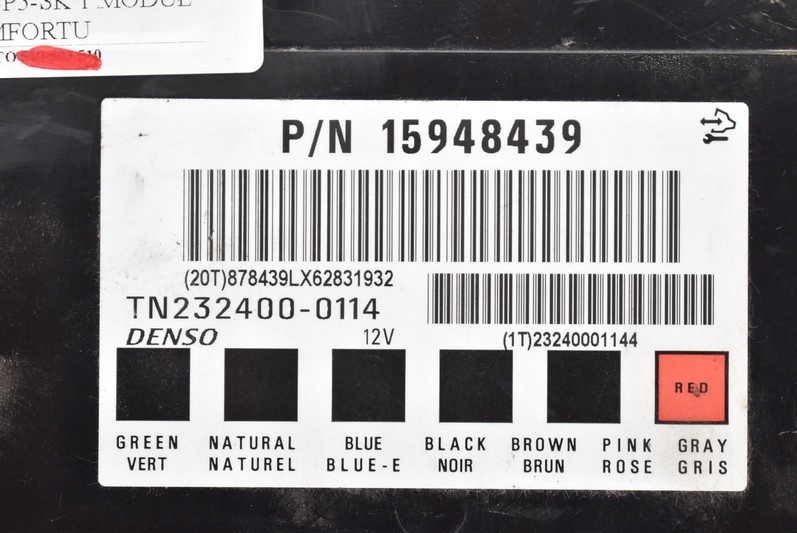 MODUŁ
P/N 15948439
(20T)878439LX62831932
TN232400-0114
(1T)23240001144
DENSO 12V
RED
GREEN NATURAL BLUE BLACK BROWN PINK GRAY
VERT NATUREL BLUE-E NOIR BRUN ROSE GRIS